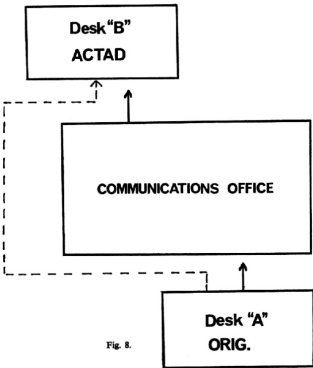 Desk "B"
ACTAD
COMMUNICATIONS OFFICE
Desk "A"
ORIG.
Fig. 8.